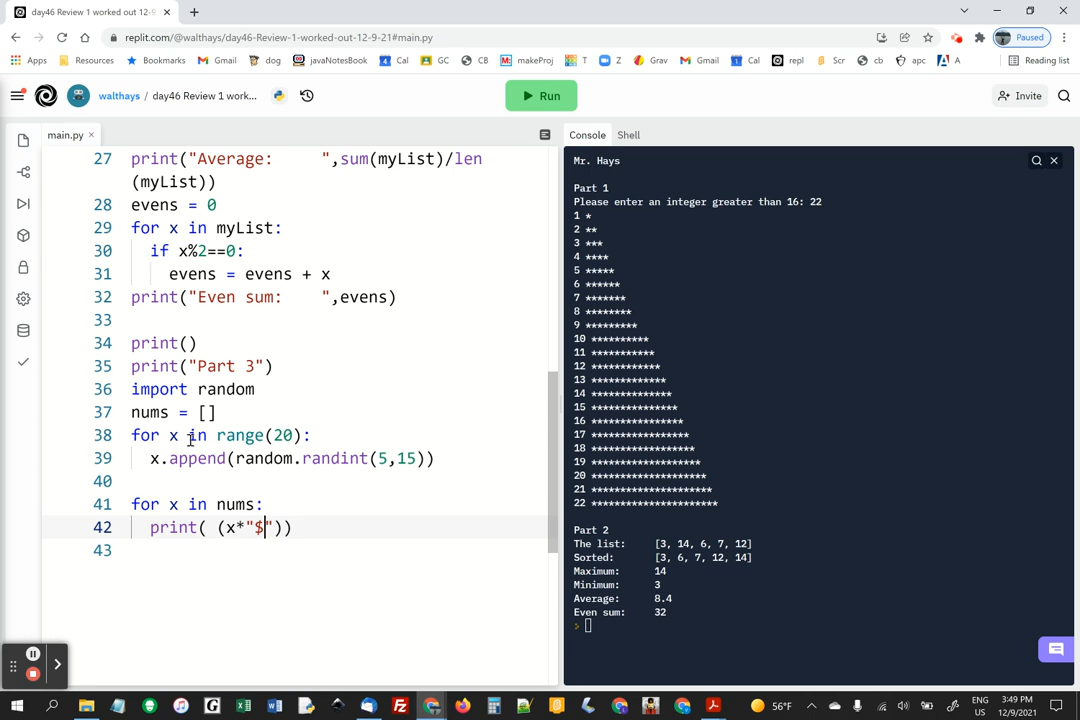 day46 Review 1 worked out 12-9-
replit.com/@walthays/day46-Review-1-worked-out-12-9-21#main.py
Paused
Apps Resources Bookmarks Gmail dog javaNotebook Cal GC CB makeProj T Z Grav Gmail Cal repl Scr cb apc A Reading list
walthays / day46 Review 1 work...
Run
Invite
main.py
Console Shell
27 print("Average:     ",sum(myList)/len
(myList))
28 evens = 0
29 for x in myList:
30   if x%2==0:
31     evens = evens + x
32 print("Even sum:    ",evens)
33
34 print()
35 print("Part 3")
36 import random
37 nums = []
38 for x in range(20):
39   x.append(random.randint(5,15))
40
41 for x in nums:
42   print( (x*"$"))
43
Mr. Hays
Part 1
Please enter an integer greater than 16: 22
1 *
2 **
3 ***
4 ****
5 *****
6 ******
7 *******
8 ********
9 *********
10 **********
11 ***********
12 ************
13 *************
14 **************
15 ***************
16 ****************
17 *****************
18 ******************
19 *******************
20 ********************
21 *********************
22 **********************
Part 2
The list:     [3, 14, 6, 7, 12]
Sorted:       [3, 6, 7, 12, 14]
Maximum:      14
Minimum:      3
Average:      8.4
Even sum:     32
>
56°F
ENG
US
3:49 PM
12/9/2021